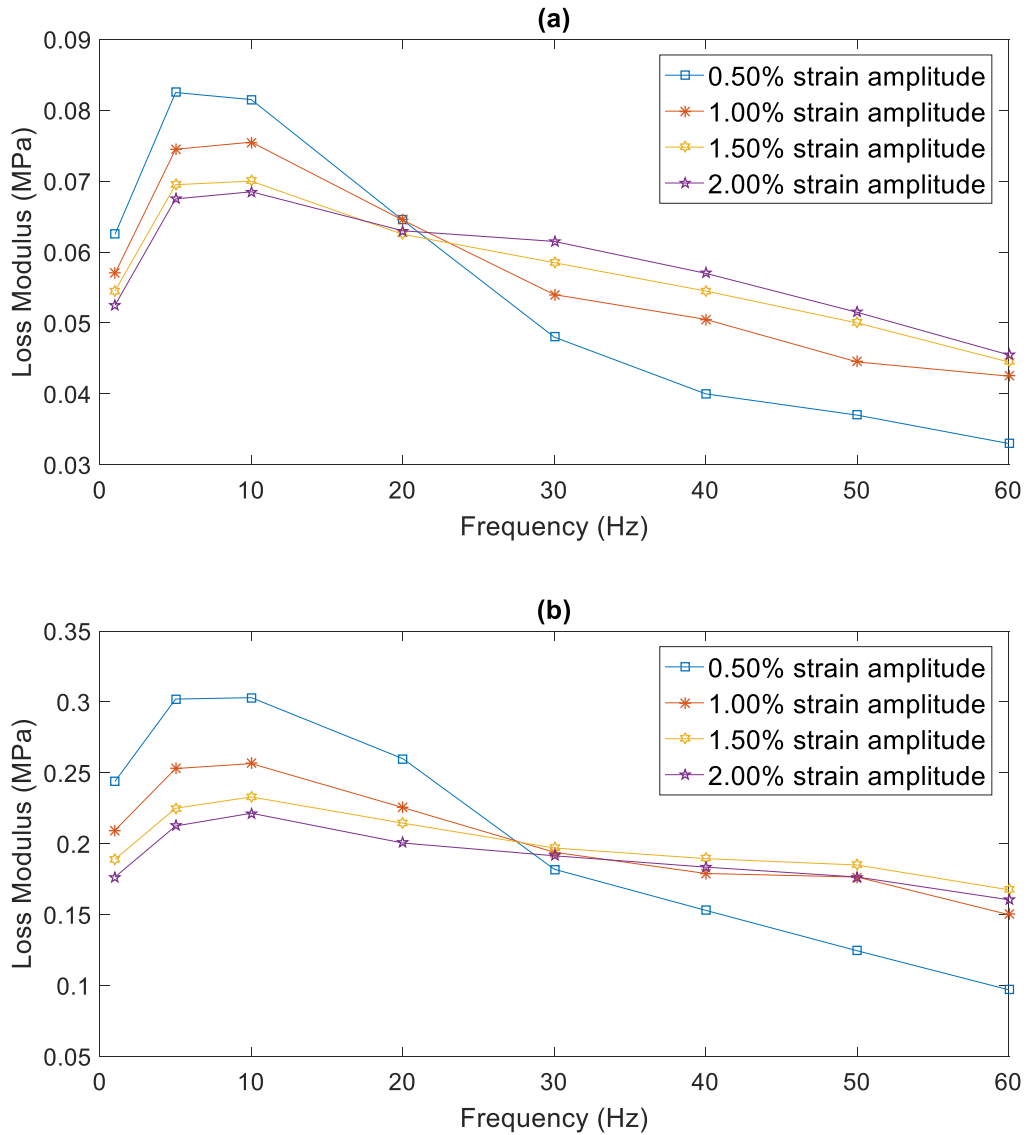 (a)
0.09
0.08
0.07
0.06
0.05
0.04
0.03
Loss Modulus (MPa)
0.50% strain amplitude
1.00% strain amplitude
1.50% strain amplitude
2.00% strain amplitude
0 10 20 30 40 50 60
Frequency (Hz)
(b)
0.35
0.3
0.25
0.2
0.15
0.1
0.05
Loss Modulus (MPa)
0.50% strain amplitude
1.00% strain amplitude
1.50% strain amplitude
2.00% strain amplitude
0 10 20 30 40 50 60
Frequency (Hz)